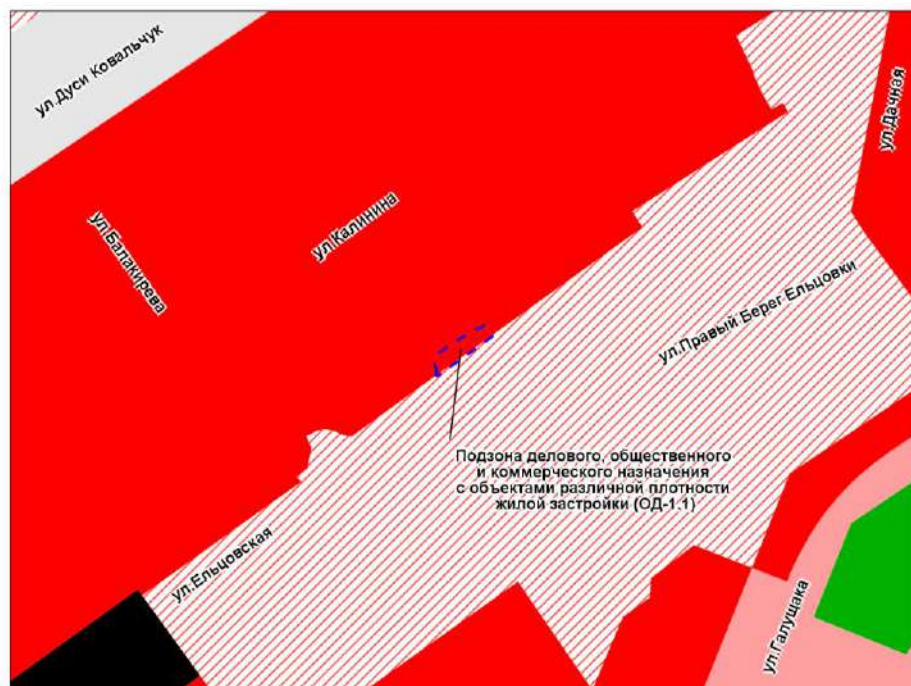 ул.Дуси Ковальчук
ул.Дачная
ул.Балакирева
ул.Калинина
ул.Правый Берег Ельцовки
Подзона делового, общественного
и коммерческого назначения
с объектами различной плотности
жилой застройки (ОД-1.1)
ул.Ельцовская
ул.Галущака